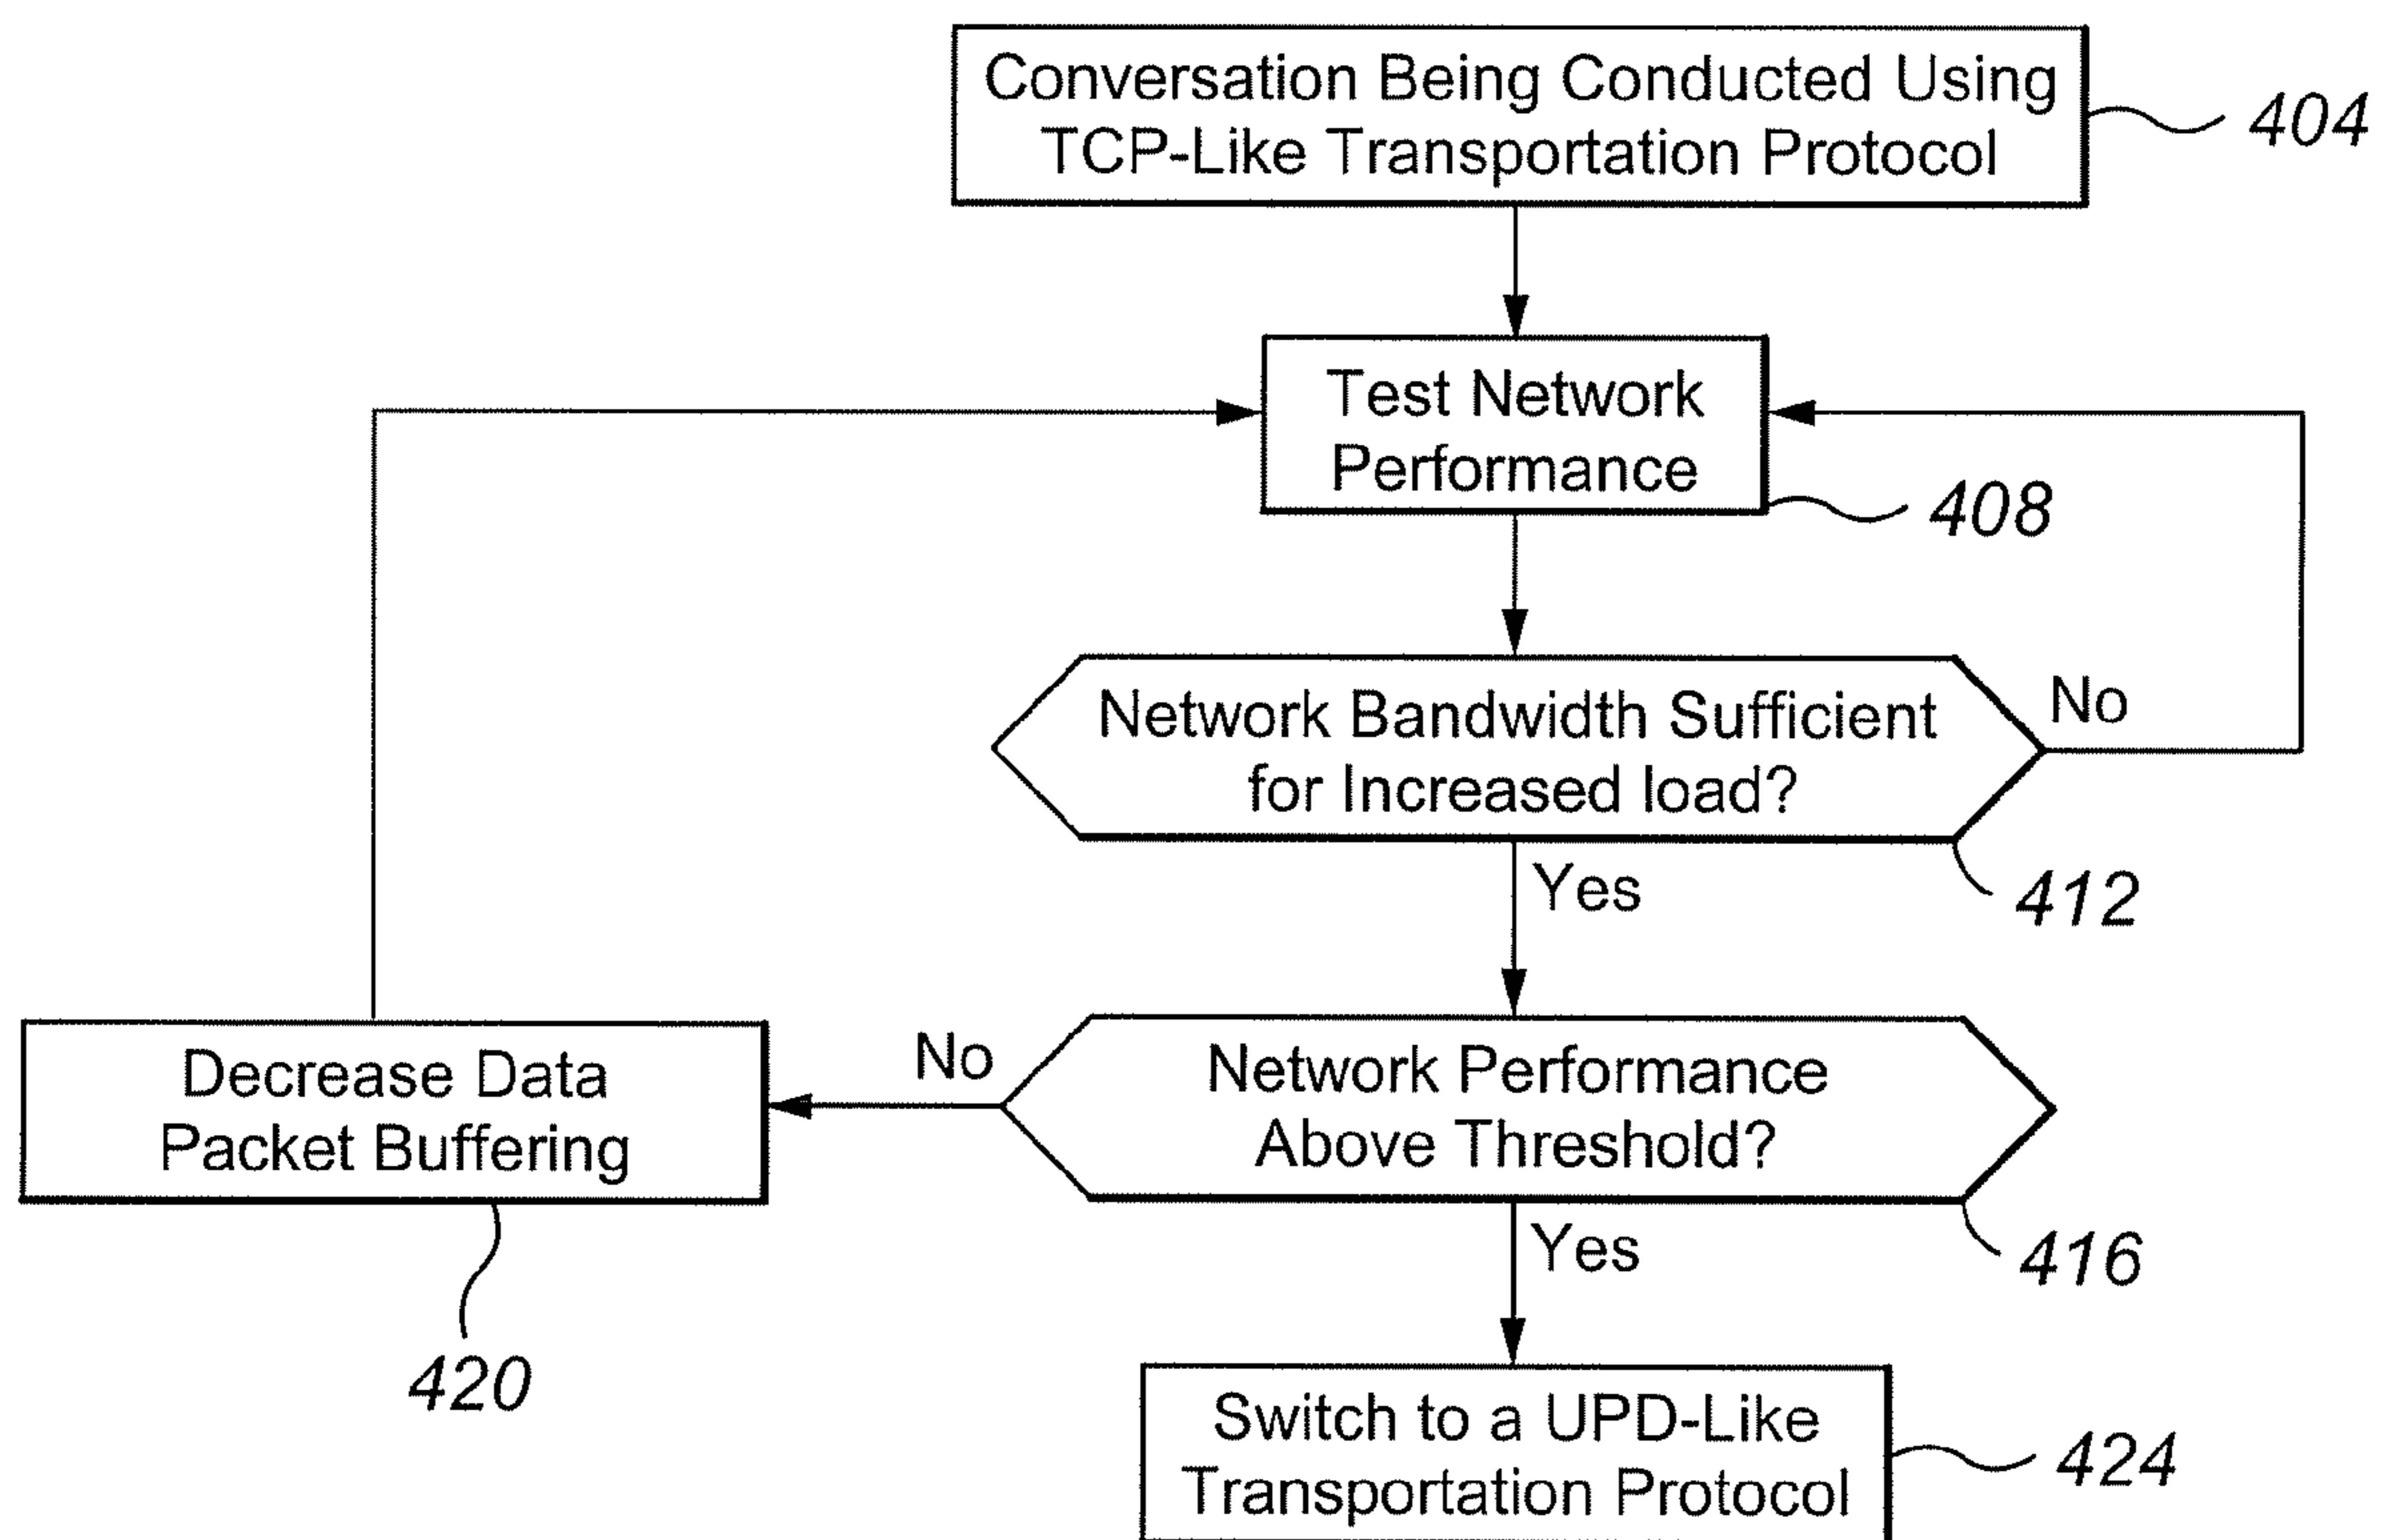 Conversation Being Conducted Using
TCP-Like Transportation Protocol
404
Test Network
Performance
408
Network Bandwidth Sufficient
for Increased load?
No
412
Yes
Network Performance
Above Threshold?
No
416
Decrease Data
Packet Buffering
420
Yes
Switch to a UPD-Like
Transportation Protocol
424